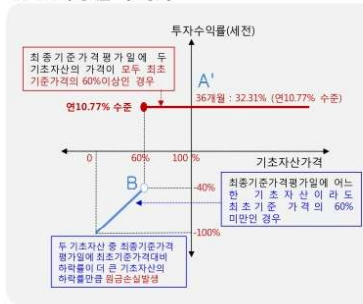 투자수익률(세전)
최종기준가격평가일에 두
기초자산의 가격이 모두 최초
기준가격의 60%이상인 경우
A'
36개월 : 32.31% (연10.77% 수준)
연10.77% 수준
0 60% 100 %
기초자산가격
B
-40%
최종기준가격평가일에 어느
한 기초자산이라도
최초기준 가격의 60%
미만인 경우
-100%
두 기초자산 중 최종기준가격
평가일에 최초기준가격대비
하락률이 더 큰 기초자산의
하락률만큼 원금손실발생